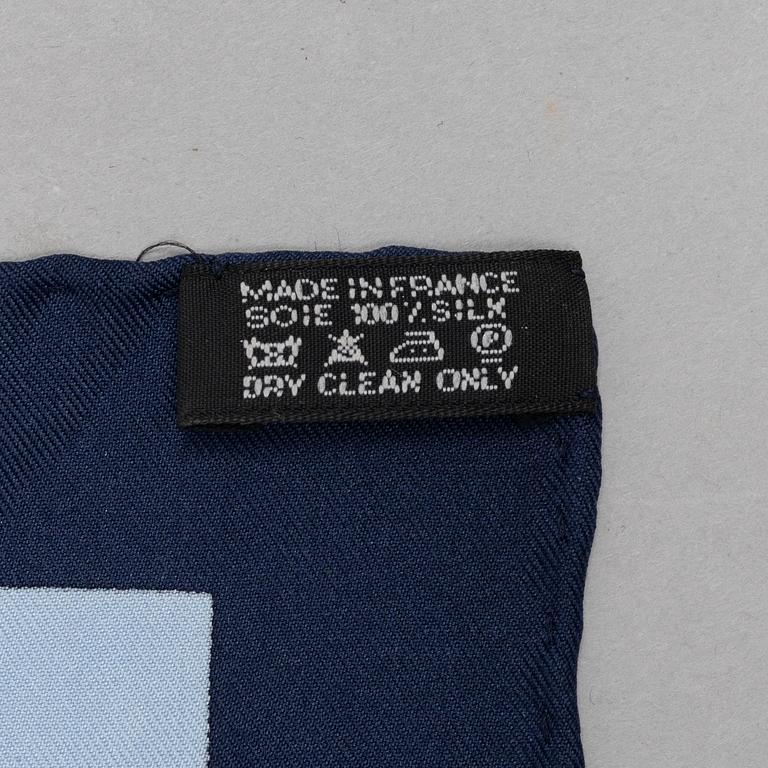 MADE IN FRANCE
SOIE 100 % SILK
P
DRY CLEAN ONLY